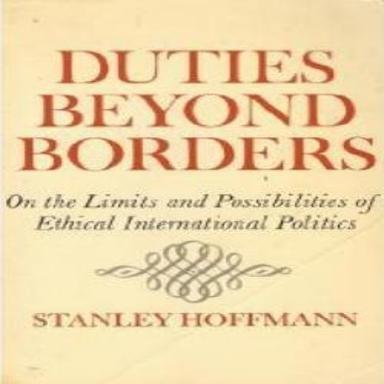 DUTIES
BEYOND
BORDERS
On the Limits and Possibilities of
Ethical International Politics
STANLEY HOFFMANN